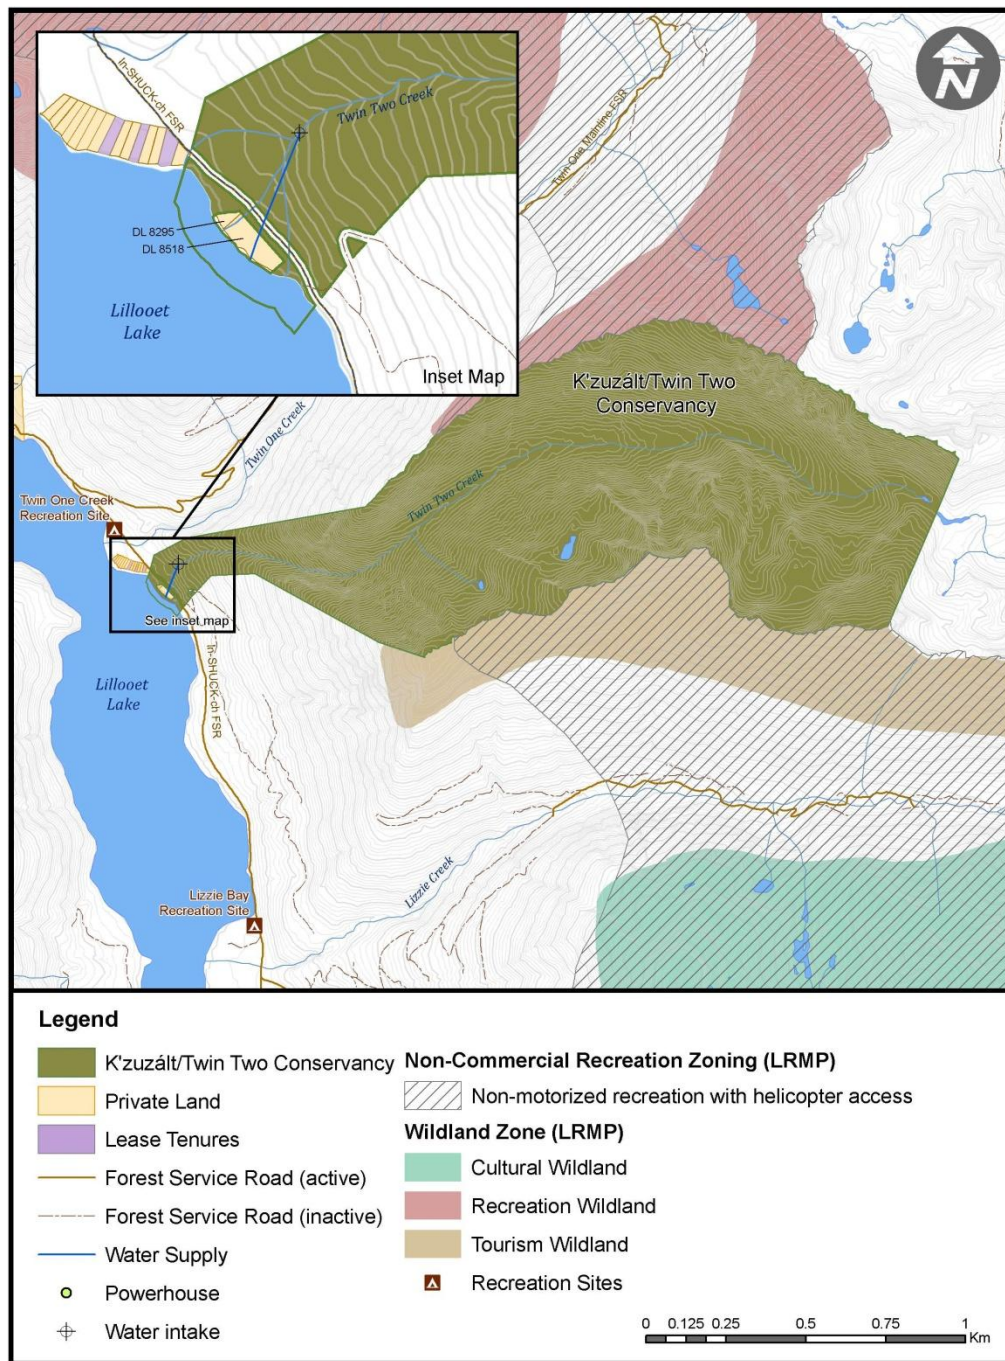 N
In-SHUCK-ch FSR
Twin Two Creek
DL 8295
DL 8518
Lillooet
Lake
Inset Map
Twin One Mainline FSR
K'zuzált/Twin Two
Conservancy
Twin One Creek
Twin Two Creek
Twin One Creek
Recreation Site
See inset map
In-SHUCK-ch FSR
Lillooet
Lake
Lizzie Creek
Lizzie Bay
Recreation Site
Legend
K'zuzált/Twin Two Conservancy
Private Land
Lease Tenures
Forest Service Road (active)
Forest Service Road (inactive)
Water Supply
Powerhouse
Water intake
Non-Commercial Recreation Zoning (LRMP)
Non-motorized recreation with helicopter access
Wildland Zone (LRMP)
Cultural Wildland
Recreation Wildland
Tourism Wildland
Recreation Sites
0 0.125 0.25 0.5 0.75 1
Km